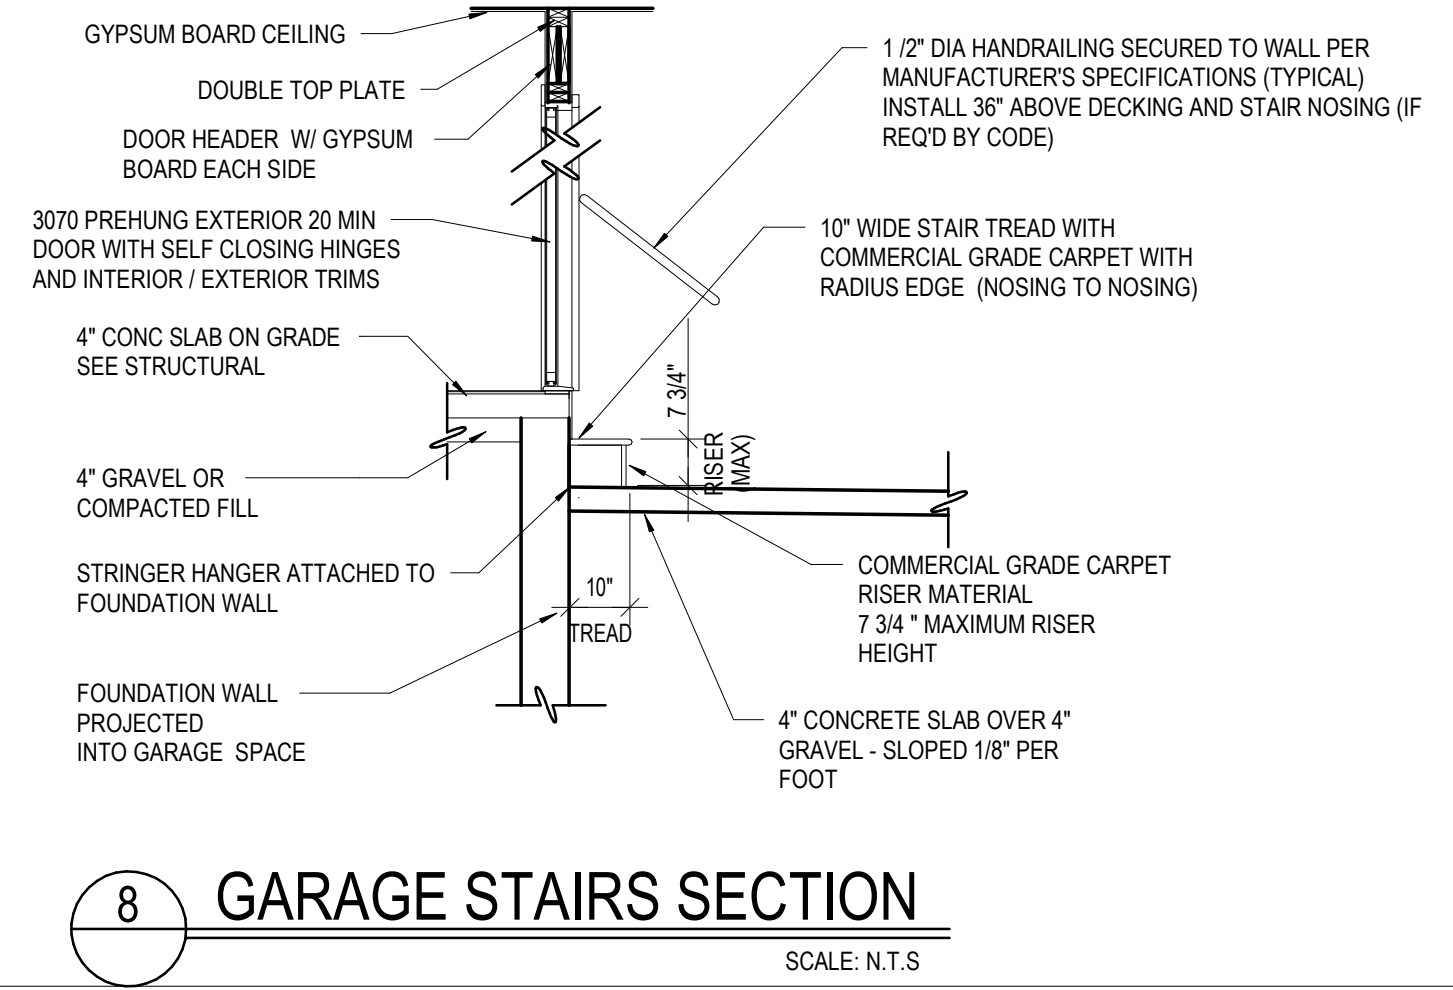 GYPSUM BOARD CEILING
DOUBLE TOP PLATE
DOOR HEADER W/ GYPSUM
BOARD EACH SIDE
3070 PREHUNG EXTERIOR 20 MIN
DOOR WITH SELF CLOSING HINGES
AND INTERIOR / EXTERIOR TRIMS
4" CONC SLAB ON GRADE
SEE STRUCTURAL
4" GRAVEL OR
COMPACTED FILL
STRINGER HANGER ATTACHED TO
FOUNDATION WALL
FOUNDATION WALL
PROJECTED
INTO GARAGE SPACE
1 /2" DIA HANDRAILING SECURED TO WALL PER
MANUFACTURER'S SPECIFICATIONS (TYPICAL)
INSTALL 36" ABOVE DECKING AND STAIR NOSING (IF
REQ'D BY CODE)
10" WIDE STAIR TREAD WITH
COMMERCIAL GRADE CARPET WITH
RADIUS EDGE (NOSING TO NOSING)
7 3/4"
RISER
(MAX)
10"
TREAD
COMMERCIAL GRADE CARPET
RISER MATERIAL
7 3/4 " MAXIMUM RISER
HEIGHT
4" CONCRETE SLAB OVER 4"
GRAVEL - SLOPED 1/8" PER
FOOT
8
GARAGE STAIRS SECTION
SCALE: N.T.S